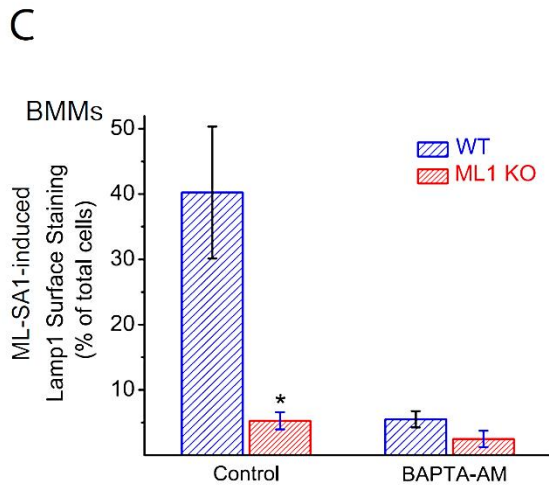 C
BMMs
ML-SA1-induced
Lamp1 Surface Staining
(% of total cells)
50
40
30
20
10
WT
ML1 KO
*
Control
BAPTA-AM